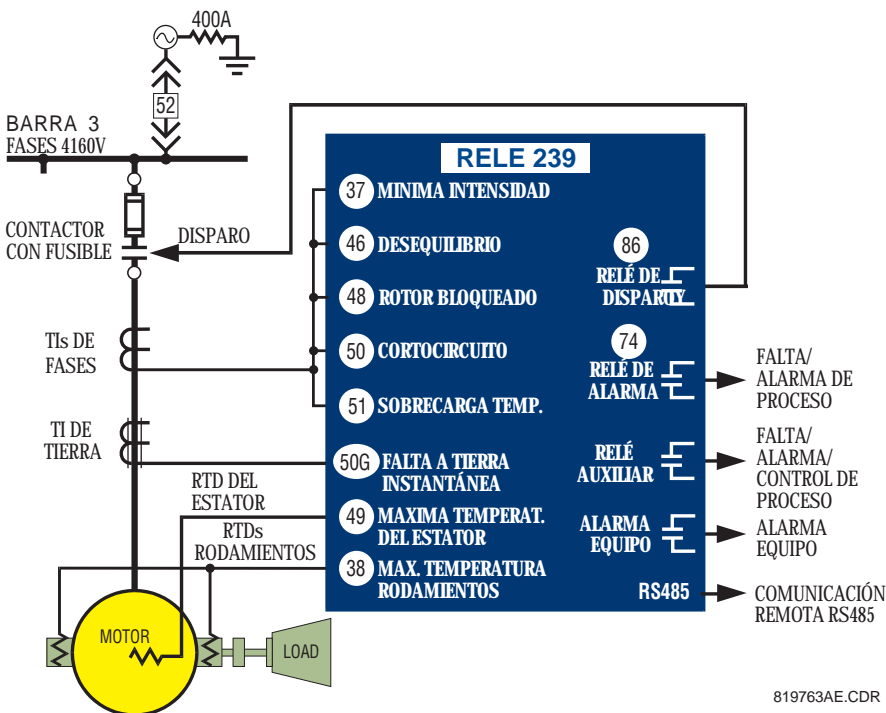 400A
52
BARRA 3
FASES 4160V
CONTACTOR
CON FUSIBLE
DISPARO
TIs DE
FASES
TI DE
TIERRA
RTD DEL
ESTATOR
RTDs
RODAMIENTOS
MOTOR
LOAD
RELE 239
37 MINIMA INTENSIDAD
46 DESEQUILIBRIO
48 ROTOR BLOQUEADO
50 CORTOCIRCUITO
51 SOBRECARGA TEMP.
50G FALTA A TIERRA
INSTANTÁNEA
49 MAXIMA TEMPERAT.
DEL ESTATOR
38 MAX. TEMPERATURA
RODAMIENTOS
86
RELÉ DE
74
RELÉ DE
ALARMA
RELÉ
AUXILIAR
ALARMA
EQUIPO
RS485
FALTA/
ALARMA DE
PROCESO
FALTA/
ALARMA/
CONTROL DE
PROCESO
ALARMA
EQUIPO
COMUNICACIÓN
REMOTA RS485
819763AE.CDR